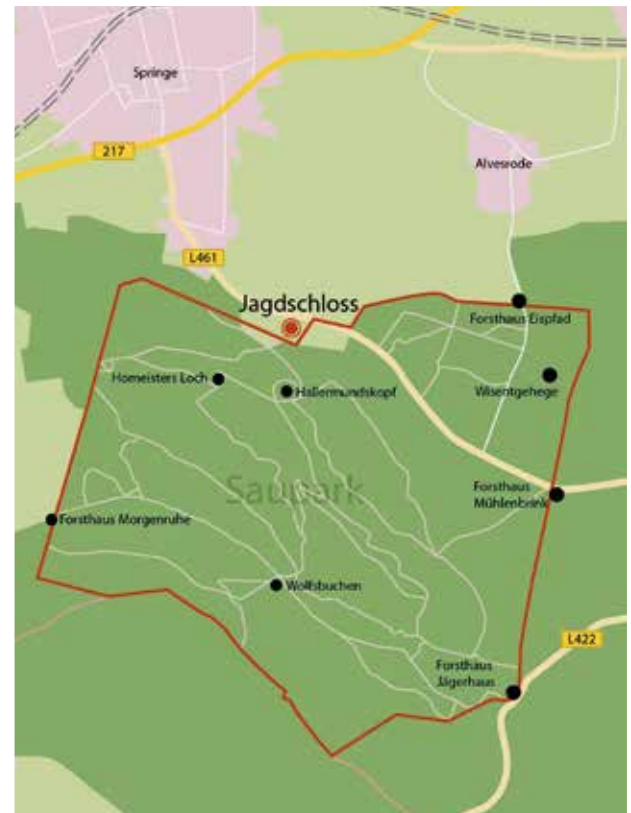 Springe
217
Alvesrode
L461
Jagdschloss
Forsthaus Eispfad
Homeisters Loch
Hallermundskopf
Wisentgehege
Saupark
Forsthaus
Mühlenbrink
Forsthaus Morgenruhe
Wolfsbuchen
L422
Forsthaus
Jägerhaus